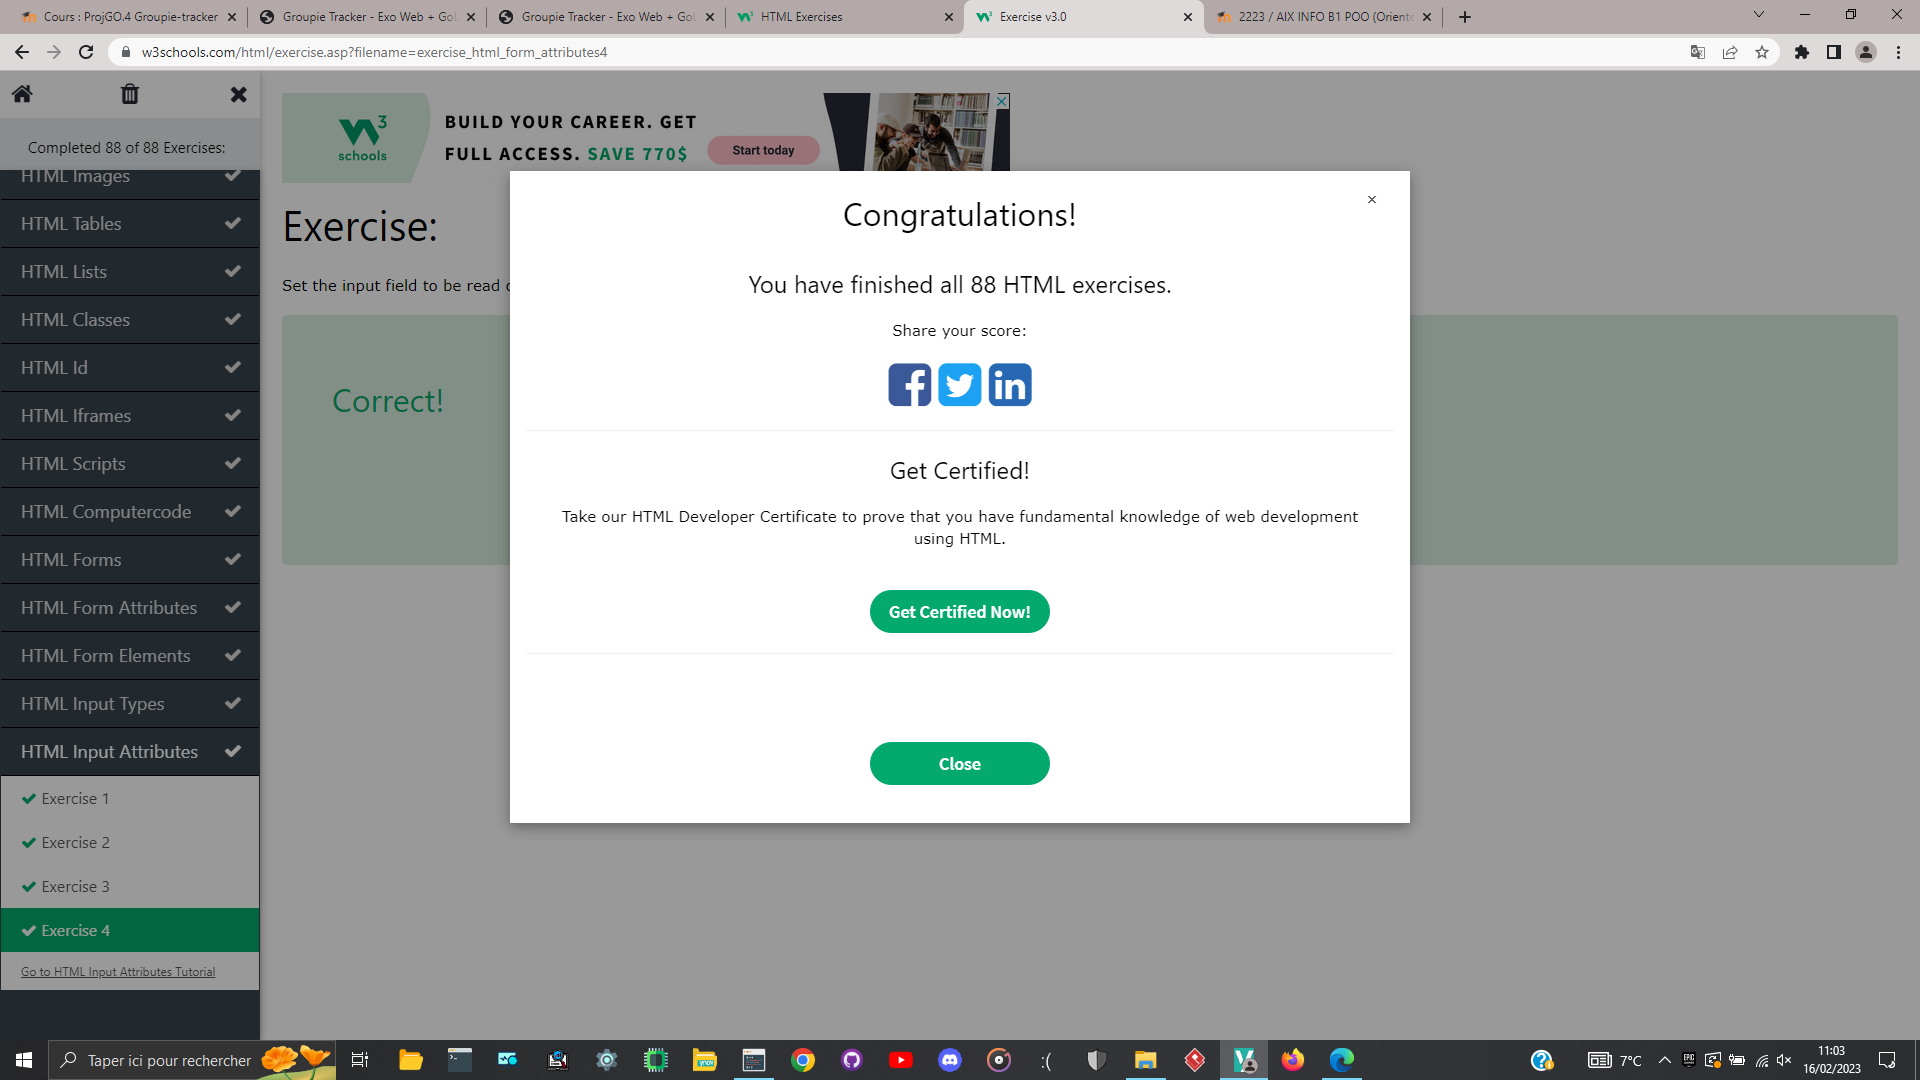 Cours : ProjGO.4 Groupie-tracker
Groupie Tracker - Exo Web + GoL
Groupie Tracker - Exo Web + GoL
HTML Exercises
Exercise v3.0
2223 / AIX INFO B1 POO (Oriente
w3schools.com/html/exercise.asp?filename=exercise_html_form_attributes4
Completed 88 of 88 Exercises:
HTML Images
HTML Tables
HTML Lists
HTML Classes
HTML Id
HTML Iframes
HTML Scripts
HTML Computercode
HTML Forms
HTML Form Attributes
HTML Form Elements
HTML Input Types
HTML Input Attributes
Exercise 1
Exercise 2
Exercise 3
Exercise 4
Go to HTML Input Attributes Tutorial
W3
schools
BUILD YOUR CAREER. GET
FULL ACCESS. SAVE 770$
Start today
Exercise:
Set the input field to be read o
Correct!
×
Congratulations!
You have finished all 88 HTML exercises.
Share your score:
Get Certified!
Take our HTML Developer Certificate to prove that you have fundamental knowledge of web development
using HTML.
Get Certified Now!
Close
Taper ici pour rechercher
:(
7°C
11:03
16/02/2023